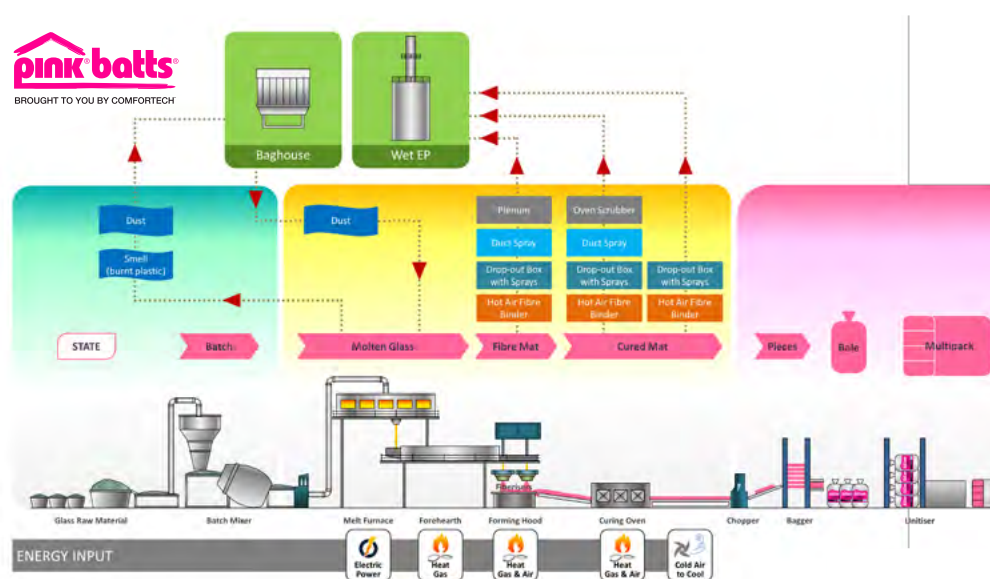 pink® batts®
BROUGHT TO YOU BY COMFORTECH
Baghouse
Wet EP
Dust
Smell
(burnt plastic)
Dust
Plenum
Duct Spray
Drop-out Box
with Sprays
Hot Air Fibre
Binder
Oven Scrubber
Duct Spray
Drop-out Box
with Sprays
Hot Air Fibre
Binder
Drop-out Box
with Sprays
Hot Air Fibre
Binder
STATE
Batch
Molten Glass
Fibre Mat
Cured Mat
Pieces
Bale
Multipack
Fiberisers
Glass Raw Material
Batch Mixer
Melt Furnace
Forehearth
Forming Hood
Curing Oven
Chopper
Bagger
Unitiser
ENERGY INPUT
Electric
Power
Heat
Gas
Heat
Gas & Air
Heat
Gas & Air
Cold Air
to Cool